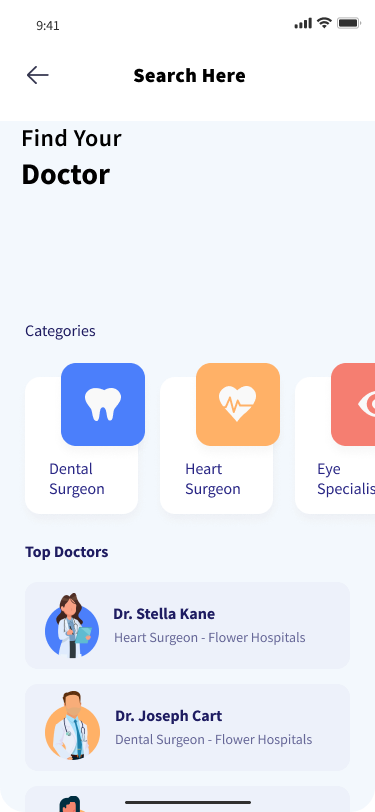 9:41
Search Here
Find Your
Doctor
Categories
Dental
Surgeon
Heart
Surgeon
Eye
Specialis
Top Doctors
Dr. Stella Kane
Heart Surgeon - Flower Hospitals
Dr. Joseph Cart
Dental Surgeon - Flower Hospitals